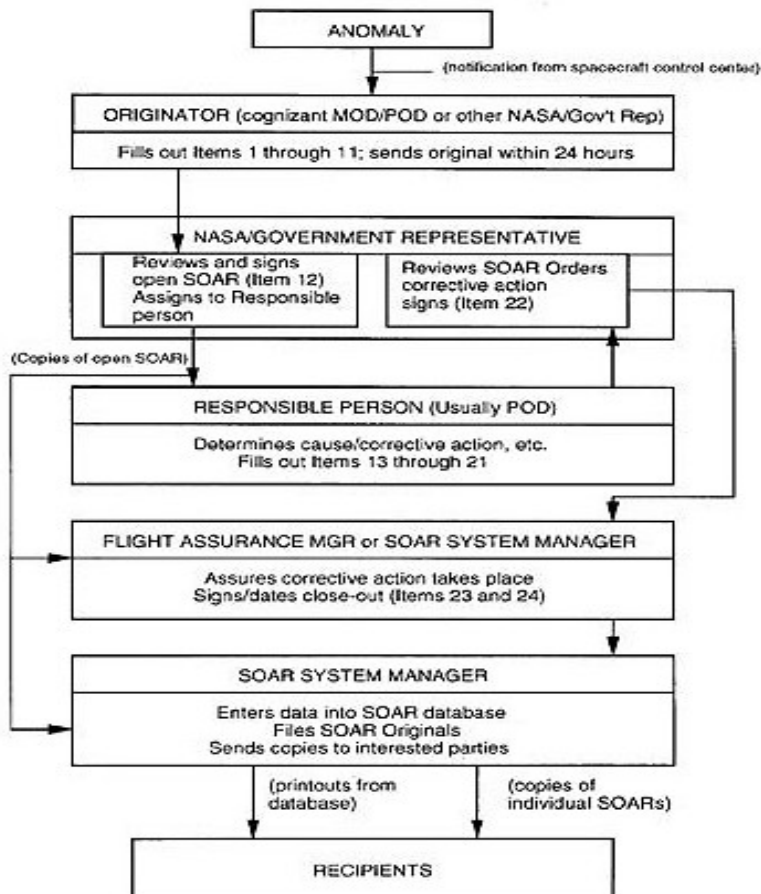 ANOMALY
(notification from spacecraft control center)
ORIGINATOR (cognizant MOD/POD or other NASA/Gov't Rep)
Fills out Items 1 through 11; sends original within 24 hours
NASA/GOVERNMENT REPRESENTATIVE
Reviews and signs
open SOAR (Item 12)
Assigns to Responsible
person
Reviews SOAR Orders
corrective action
signs (Item 22)
(Copies of open SOAR)
RESPONSIBLE PERSON (Usually POD)
Determines cause/corrective action, etc.
Fills out Items 13 through 21
FLIGHT ASSURANCE MGR or SOAR SYSTEM MANAGER
Assures corrective action takes place
Signs/dates close-out (Items 23 and 24)
SOAR SYSTEM MANAGER
Enters data into SOAR database
Files SOAR Originals
Sends copies to interested parties
(printouts from
database)
(copies of
individual SOARs)
RECIPIENTS